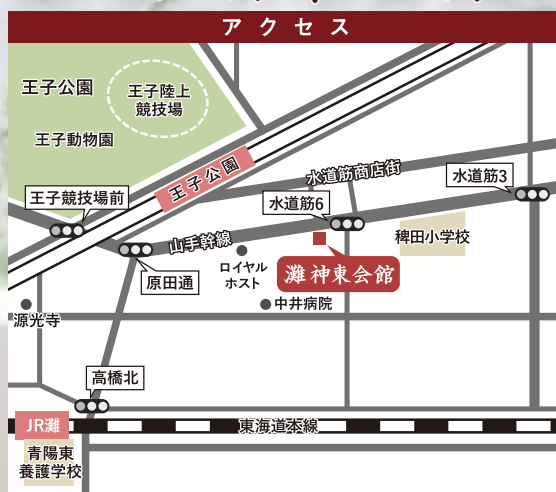 アクセス
王子公園
王子陸上
競技場
王子動物園
王子公園
水道筋商店街
水道筋3
王子競技場前
水道筋6
山手幹線
稗田小学校
原田通
ロイヤル
ホスト
灘 神東会館
中井病院
源光寺
高橋北
JR灘
東海道本線
青陽東
養護学校